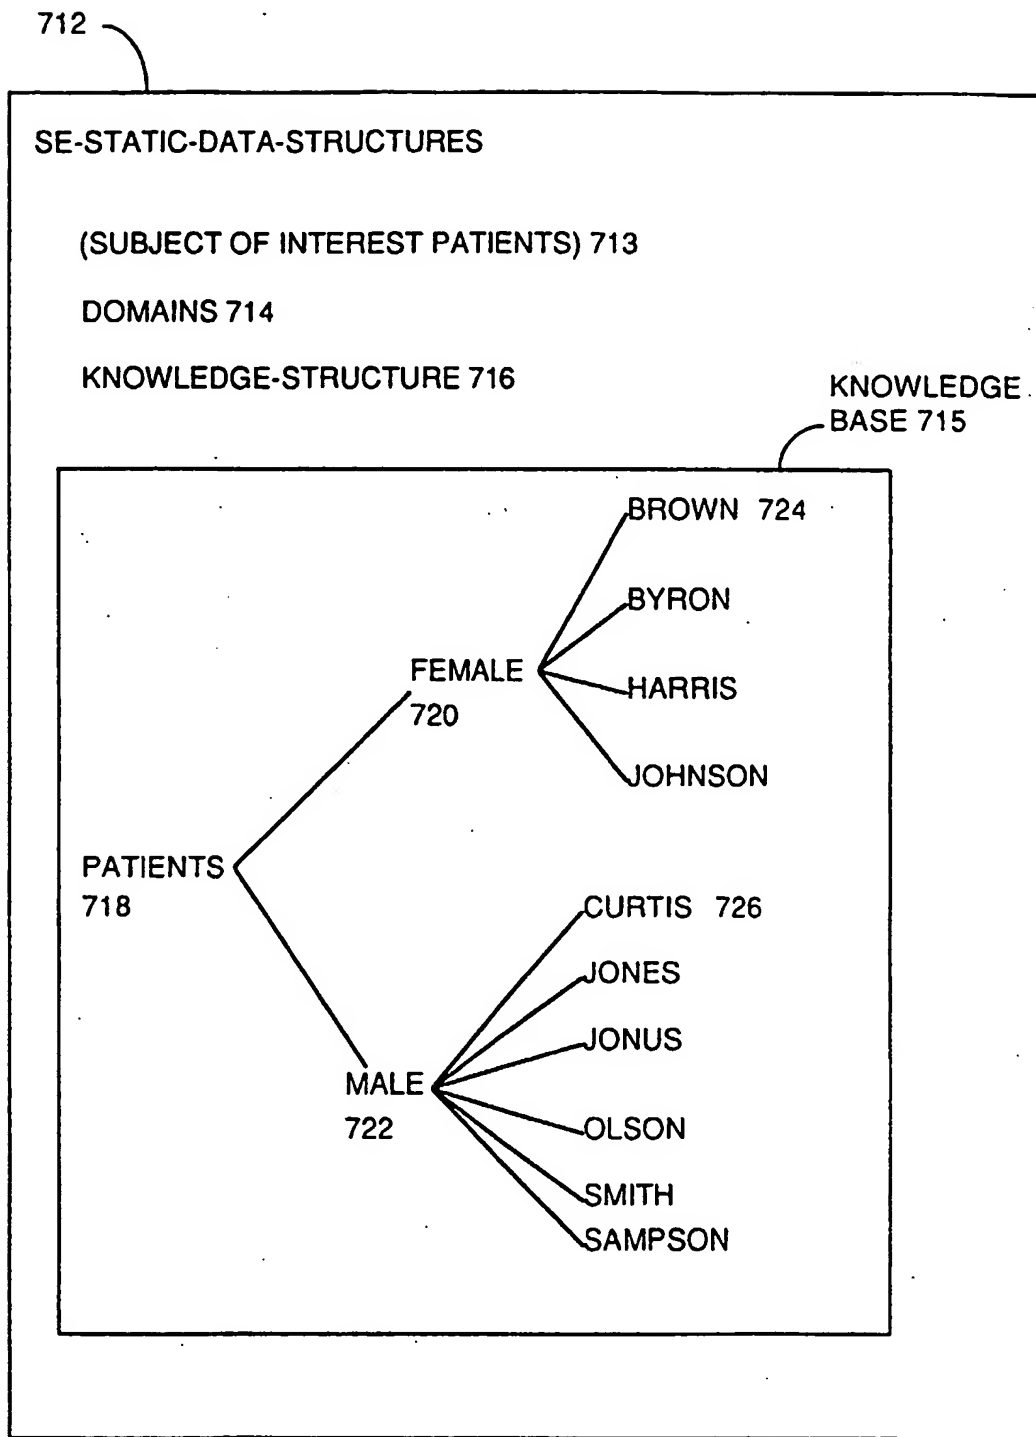 712
SE-STATIC-DATA-STRUCTURES
(SUBJECT OF INTEREST PATIENTS) 713
DOMAINS 714
KNOWLEDGE-STRUCTURE 716
KNOWLEDGE
BASE 715
BROWN 724
BYRON
FEMALE
720
HARRIS
JOHNSON
PATIENTS
718
CURTIS 726
JONES
JONUS
MALE
722
OLSON
SMITH
SAMPSON